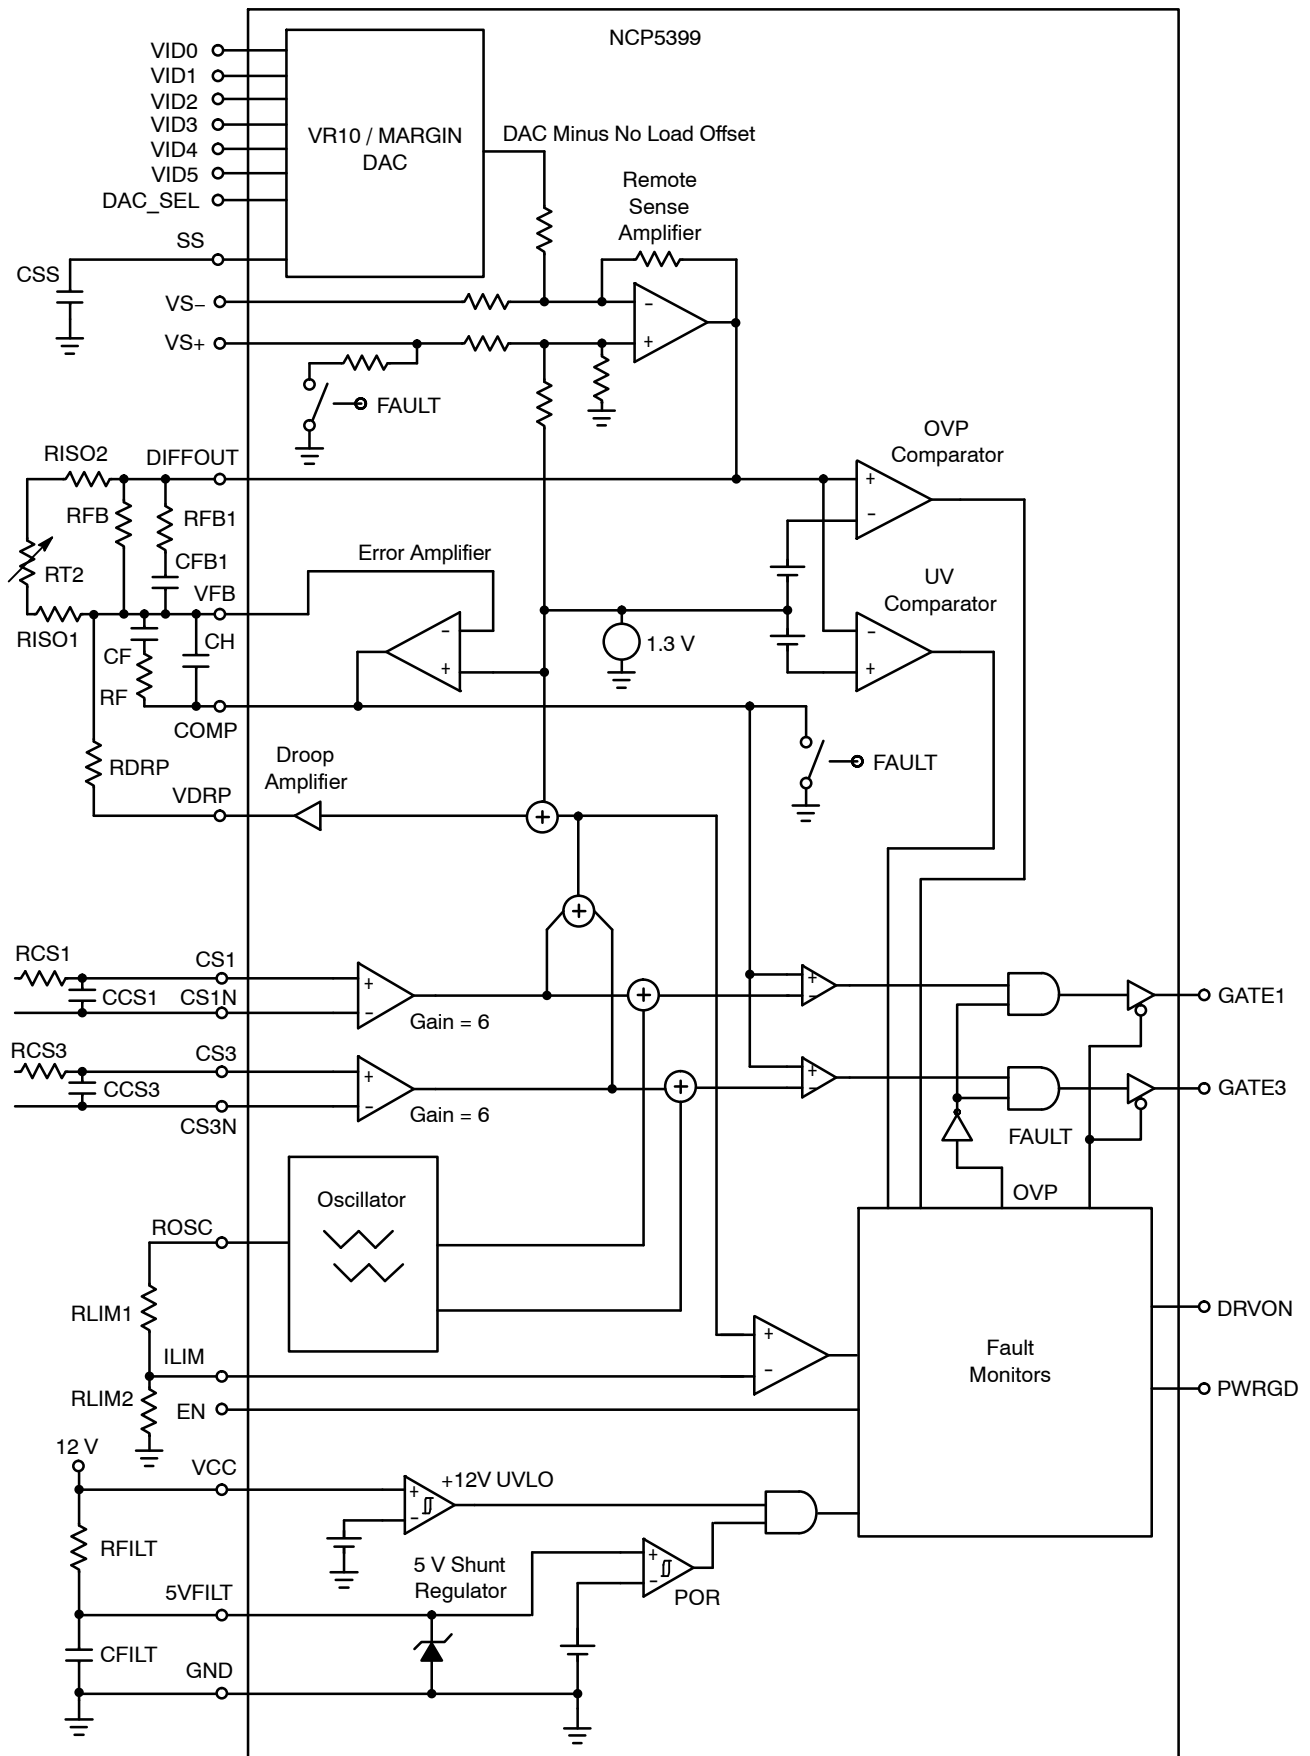 NCP5399
VID0
VID1
VID2
VID3
VID4
VID5
DAC_SEL
SS
CSS
VR10 / MARGIN
DAC
DAC Minus No Load Offset
Remote
Sense
Amplifier
VS−
VS+
−
+
FAULT
RISO2
DIFFOUT
RFB
RFB1
CFB1
RT2
VFB
RISO1
CF
CH
RF
COMP
Error Amplifier
−
+
1.3 V
OVP
Comparator
+
−
UV
Comparator
−
+
FAULT
RDRP
VDRP
Droop
Amplifier
+
+
RCS1
CS1
CCS1
CS1N
+
−
Gain = 6
+
+
−
GATE1
RCS3
CS3
CCS3
CS3N
+
−
Gain = 6
+
+
−
GATE3
FAULT
OVP
Oscillator
ROSC
RLIM1
ILIM
RLIM2
EN
+
−
Fault
Monitors
DRVON
PWRGD
12 V
VCC
+
−
+12V UVLO
RFILT
5 V Shunt
Regulator
+
−
POR
5VFILT
CFILT
GND